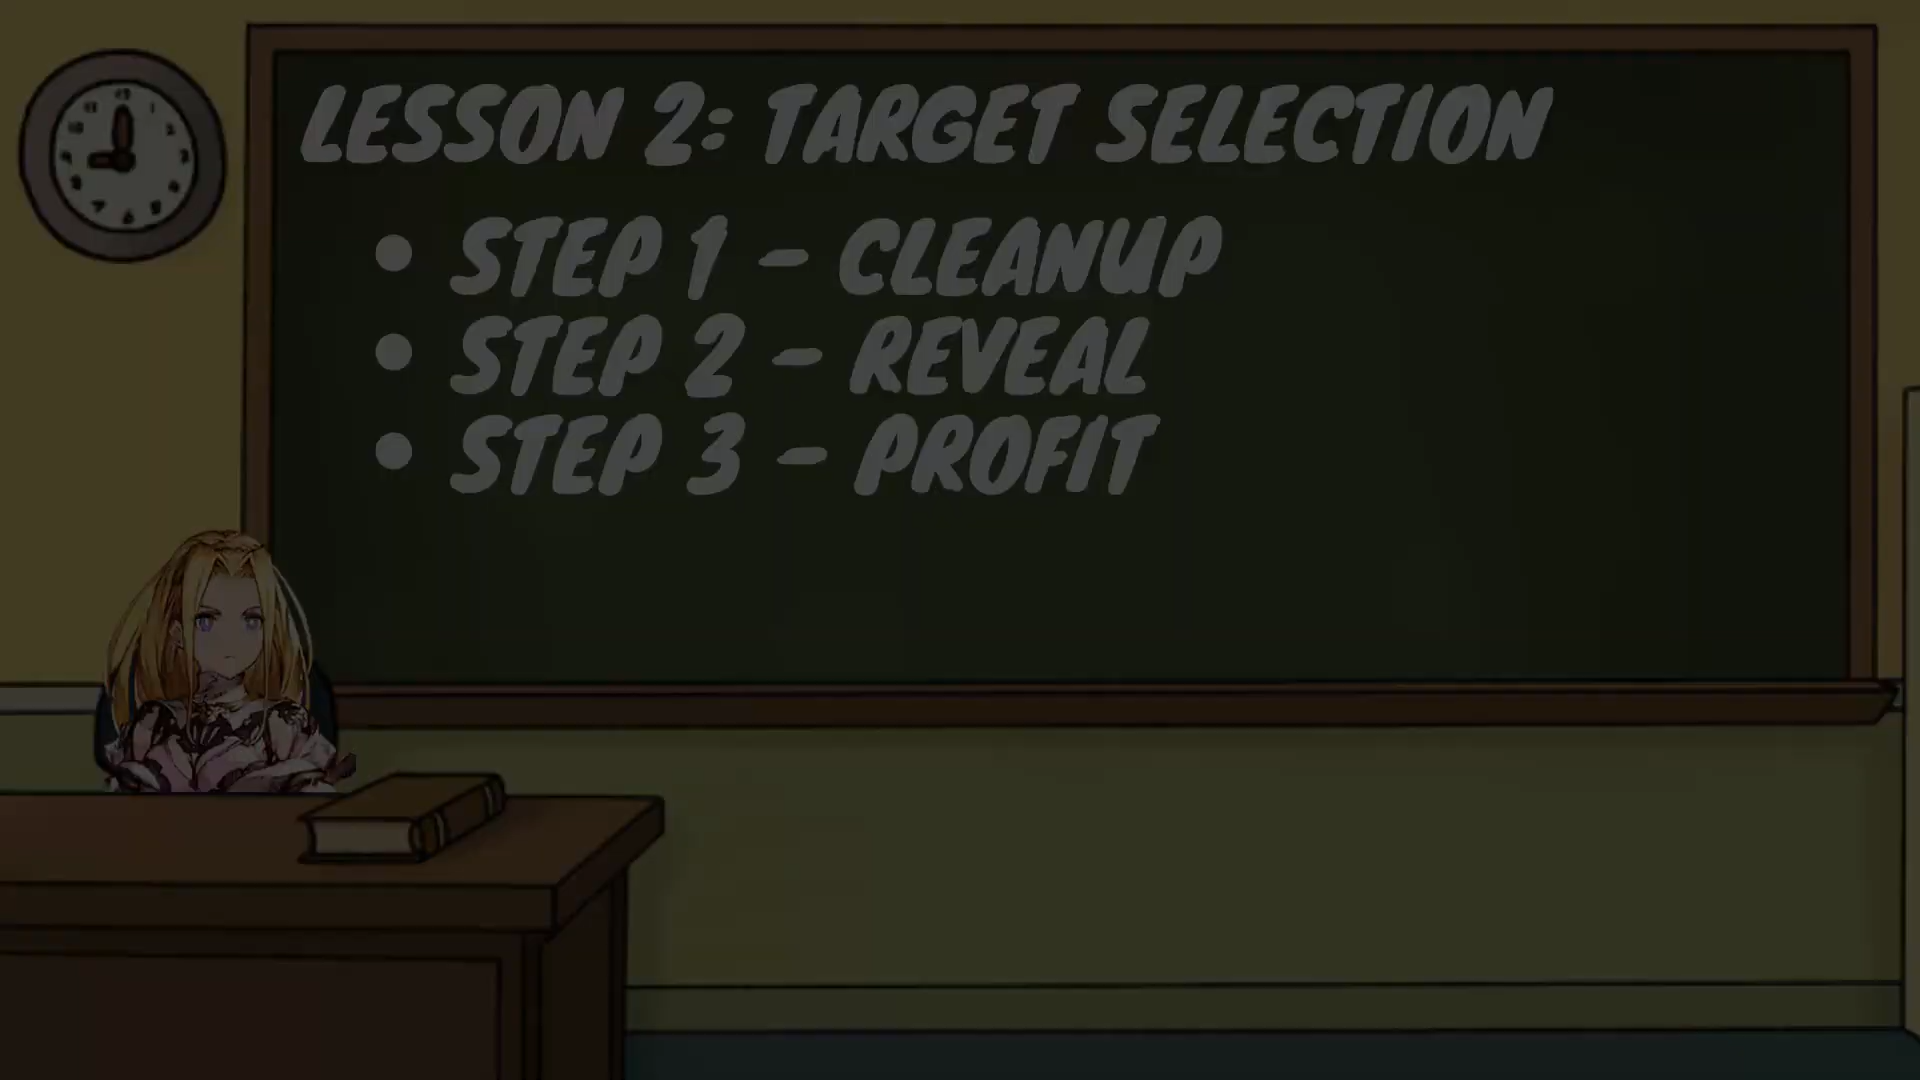 LESSON 2: TARGET SELECTION
• STEP 1 - CLEANUP
• STEP 2 - REVEAL
• STEP 3 - PROFIT